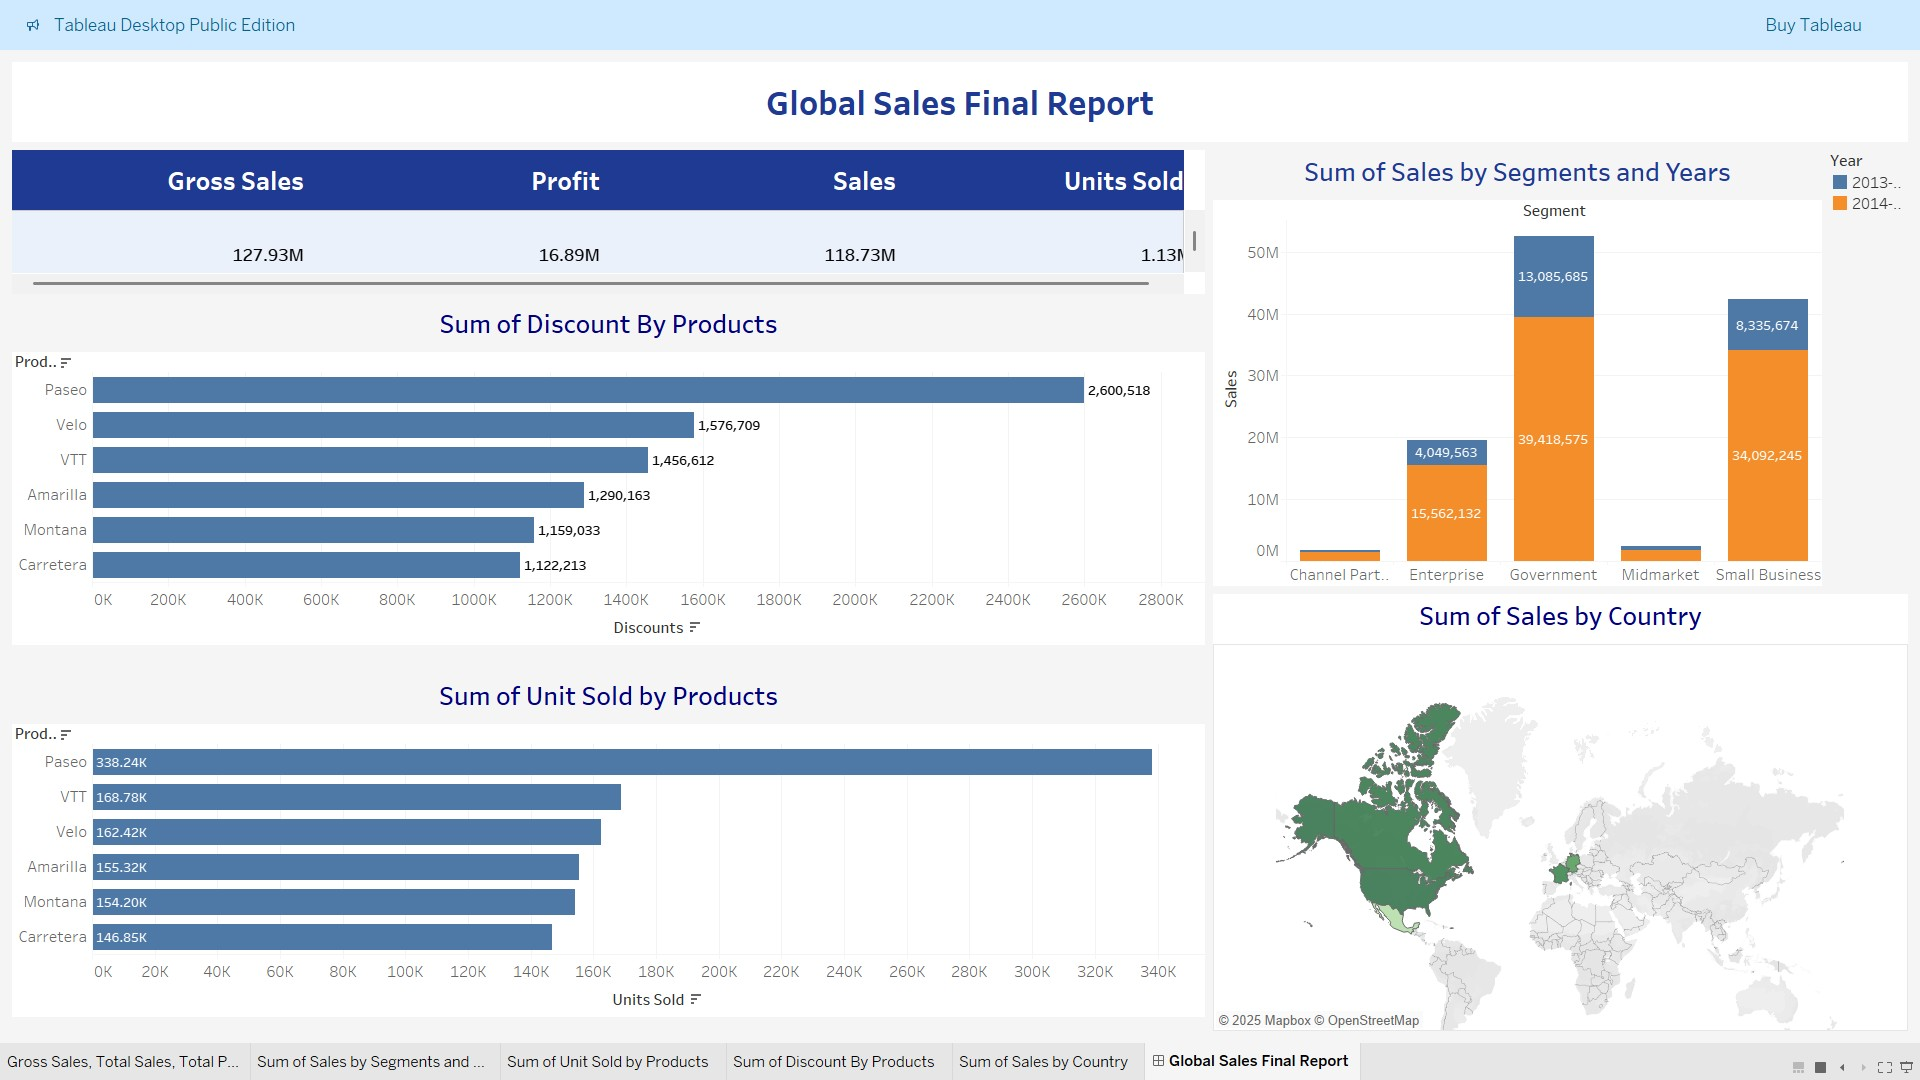 Tableau Desktop Public Edition
Buy Tableau
Global Sales Final Report
Gross Sales Profit Sales Units Sold
127.93M 16.89M 118.73M 1.13M
Sum of Discount By Products
Prod..
Paseo 2,600,518
Velo 1,576,709
VTT 1,456,612
Amarilla 1,290,163
Montana 1,159,033
Carretera 1,122,213
0K 200K 400K 600K 800K 1000K 1200K 1400K 1600K 1800K 2000K 2200K 2400K 2600K 2800K
Discounts
Sum of Unit Sold by Products
Prod..
Paseo 338.24K
VTT 168.78K
Velo 162.42K
Amarilla 155.32K
Montana 154.20K
Carretera 146.85K
0K 20K 40K 60K 80K 100K 120K 140K 160K 180K 200K 220K 240K 260K 280K 300K 320K 340K
Units Sold
Sum of Sales by Segments and Years
Year
2013-..
2014-..
Segment
Sales
50M
40M
30M
20M
10M
0M
4,049,563
15,562,132
13,085,685
39,418,575
8,335,674
34,092,245
Channel Part.. Enterprise Government Midmarket Small Business
Sum of Sales by Country
© 2025 Mapbox © OpenStreetMap
Gross Sales, Total Sales, Total P... Sum of Sales by Segments and ... Sum of Unit Sold by Products Sum of Discount By Products Sum of Sales by Country Global Sales Final Report